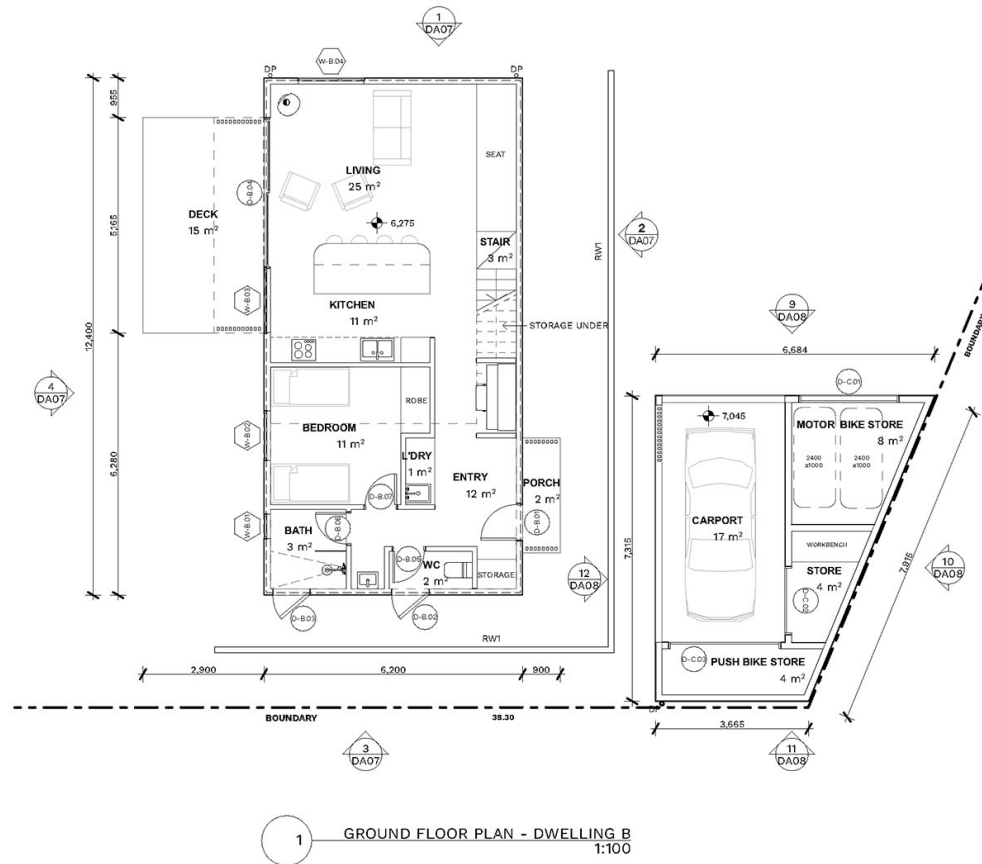 1
DA07
W-B.04
DP
DP
955
LIVING
25 m²
SEAT
D-B.04
DECK
15 m²
5,165
6,275
STAIR
3 m²
2
DA07
RW1
W-B.03
KITCHEN
11 m²
STORAGE UNDER
9
DA08
BOUNDARY
12,400
6,684
4
DA07
D-C.01
ROBE
7,045
MOTOR BIKE STORE
8 m²
BEDROOM
11 m²
W-B.02
2400
x1000
2400
x1000
L'DRY
1 m²
6,280
ENTRY
12 m²
PORCH
2 m²
D-B.07
W-B.01
D-B.06
D-B.01
CARPORT
17 m²
BATH
3 m²
7,315
WORKBENCH
D-B.05
WC
2 m²
STORAGE
12
DA08
STORE
4 m²
7,915
10
DA08
D-C.02
D-B.03
D-B.02
RW1
D-C.03
PUSH BIKE STORE
4 m²
2,900
6,200
900
DP
BOUNDARY
38.30
3,665
3
DA07
11
DA08
1
GROUND FLOOR PLAN - DWELLING B
1:100